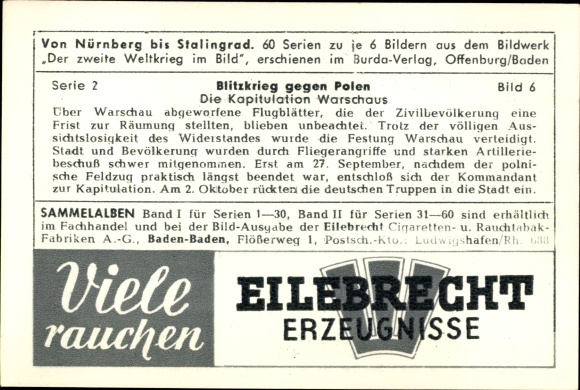 Von Nürnberg bis Stalingrad. 60 Serien zu je 6 Bildern aus dem Bildwerk
„Der zweite Weltkrieg im Bild", erschienen im Burda-Verlag, Offenburg/Baden
Serie 2 Blitzkrieg gegen Polen Bild 6
Die Kapitulation Warschaus
Über Warschau abgeworfene Flugblätter, die der Zivilbevölkerung eine
Frist zur Räumung stellten, blieben unbeachtet. Trotz der völligen Aus-
sichtslosigkeit des Widerstandes wurde die Festung Warschau verteidigt.
Stadt und Bevölkerung wurden durch Fliegerangriffe und starken Artillerie-
beschuß schwer mitgenommen. Erst am 27. September, nachdem der polni-
sche Feldzug praktisch längst beendet war, entschloß sich der Kommandant
zur Kapitulation. Am 2. Oktober rückten die deutschen Truppen in die Stadt ein.
SAMMELALBEN Band I für Serien 1—30, Band II für Serien 31—60 sind erhältlich
im Fachhandel und bei der Bild-Ausgabe der Eilebrecht Cigaretten- u. Rauchtabak-
Fabriken A.-G., Baden-Baden, Flößerweg 1, Postsch.-Kto.: Ludwigshafen/Rh. 688
Viele
rauchen
EILEBRECHT
ERZEUGNISSE